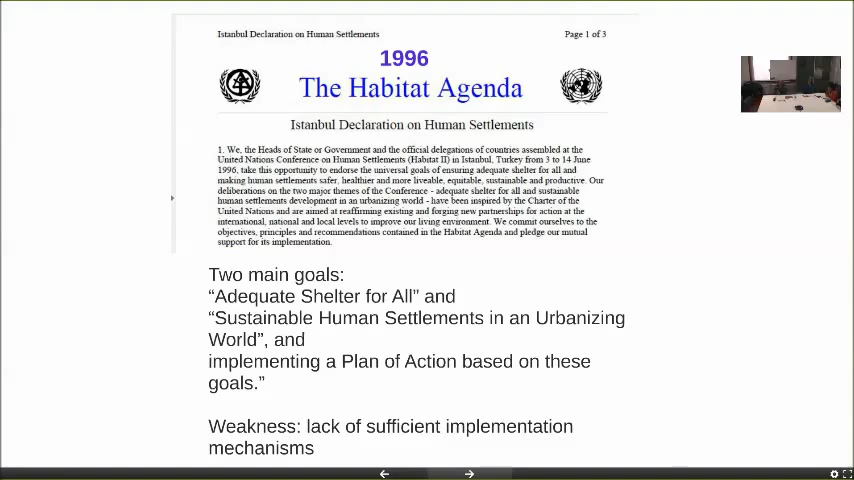 Istanbul Declaration on Human Settlements Page 1 of 3
1996
The Habitat Agenda
Istanbul Declaration on Human Settlements
1. We, the Heads of State or Government and the official delegations of countries assembled at the
United Nations Conference on Human Settlements (Habitat II) in Istanbul, Turkey from 3 to 14 June
1996, take this opportunity to endorse the universal goals of ensuring adequate shelter for all and
making human settlements safer, healthier and more liveable, equitable, sustainable and productive. Our
deliberations on the two major themes of the Conference - adequate shelter for all and sustainable
human settlements development in an urbanizing world - have been inspired by the Charter of the
United Nations and are aimed at reaffirming existing and forging new partnerships for action at the
international, national and local levels to improve our living environment. We commit ourselves to the
objectives, principles and recommendations contained in the Habitat Agenda and pledge our mutual
support for its implementation.
Two main goals:
“Adequate Shelter for All” and
“Sustainable Human Settlements in an Urbanizing
World”, and
implementing a Plan of Action based on these
goals.”
Weakness: lack of sufficient implementation
mechanisms